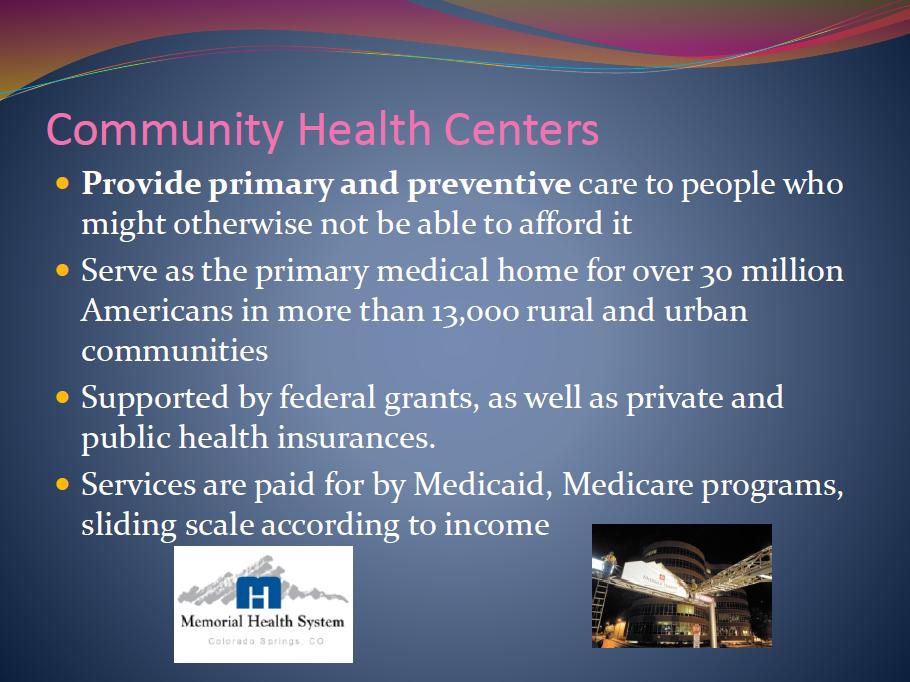 Community Health Centers
Provide primary and preventive care to people who
might otherwise not be able to afford it
Serve as the primary medical home for over 30 million
Americans in more than 13,000 rural and urban
communities
Supported by federal grants, as well as private and
public health insurances.
Services are paid for by Medicaid, Medicare programs,
sliding scale according to income
Memorial Health System
Colorado Springs, CO